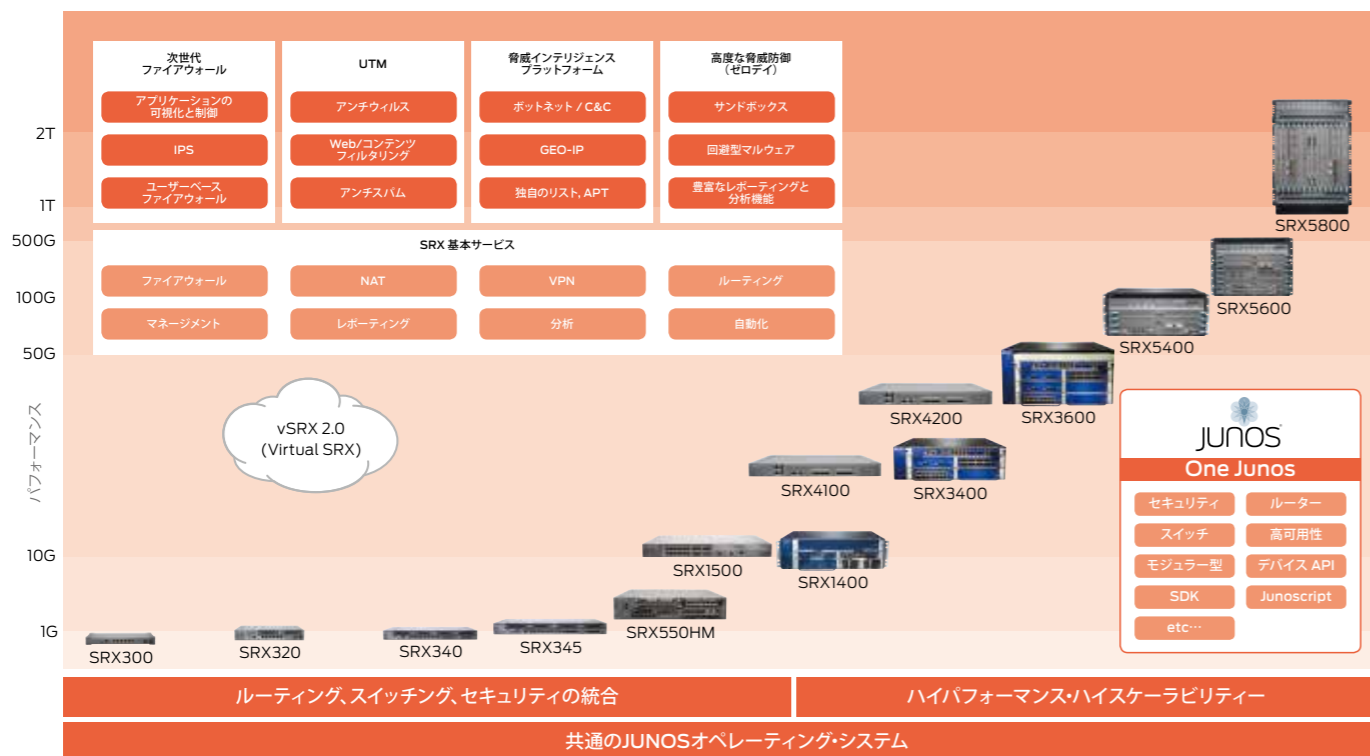 次世代
ファイアウォール
アプリケーションの
可視化と制御
IPS
ユーザーベース
ファイアウォール
UTM
アンチウィルス
Web/コンテンツ
フィルタリング
アンチスパム
脅威インテリジェンス
プラットフォーム
ボットネット / C&C
GEO-IP
独自のリスト, APT
高度な脅威防御
(ゼロデイ)
サンドボックス
回避型マルウェア
豊富なレポーティングと
分析機能
SRX 基本サービス
ファイアウォール
NAT
VPN
ルーティング
マネージメント
レポーティング
分析
自動化
2T
1T
500G
100G
50G
10G
1G
パフォーマンス
vSRX 2.0
(Virtual SRX)
SRX300
SRX320
SRX340
SRX345
SRX550HM
SRX1500
SRX1400
SRX4100
SRX3400
SRX4200
SRX3600
SRX5400
SRX5600
SRX5800
JUNOS
One Junos
セキュリティ
ルーター
スイッチ
高可用性
モジュラー型
デバイス API
SDK
Junoscript
etc…
ルーティング、スイッチング、セキュリティの統合
ハイパフォーマンス・ハイスケーラビリティー
共通のJUNOSオペレーティング・システム